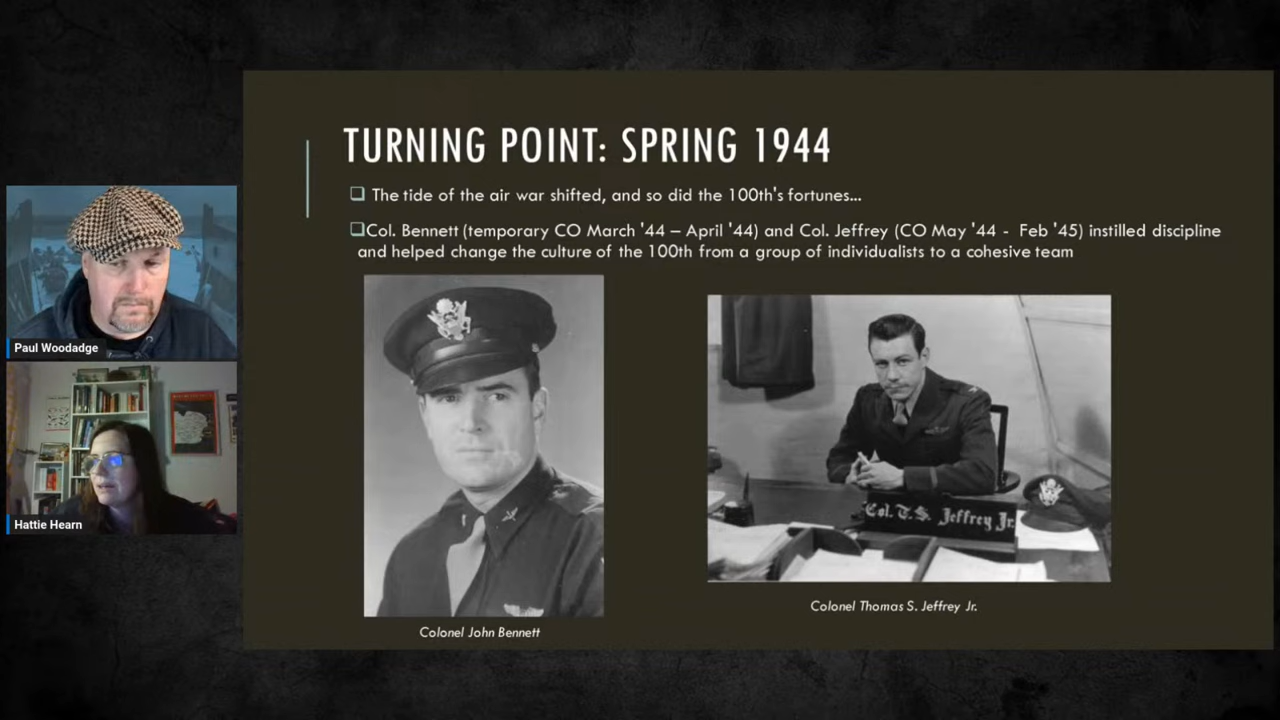 TURNING POINT: SPRING 1944
❑ The tide of the air war shifted, and so did the 100th's fortunes...
❑Col. Bennett (temporary CO March '44 – April '44) and Col. Jeffrey (CO May '44 - Feb '45) instilled discipline
and helped change the culture of the 100th from a group of individualists to a cohesive team
Paul Woodadge
Hattie Hearn
Col. T.S. Jeffrey Jr.
Colonel John Bennett
Colonel Thomas S. Jeffrey Jr.